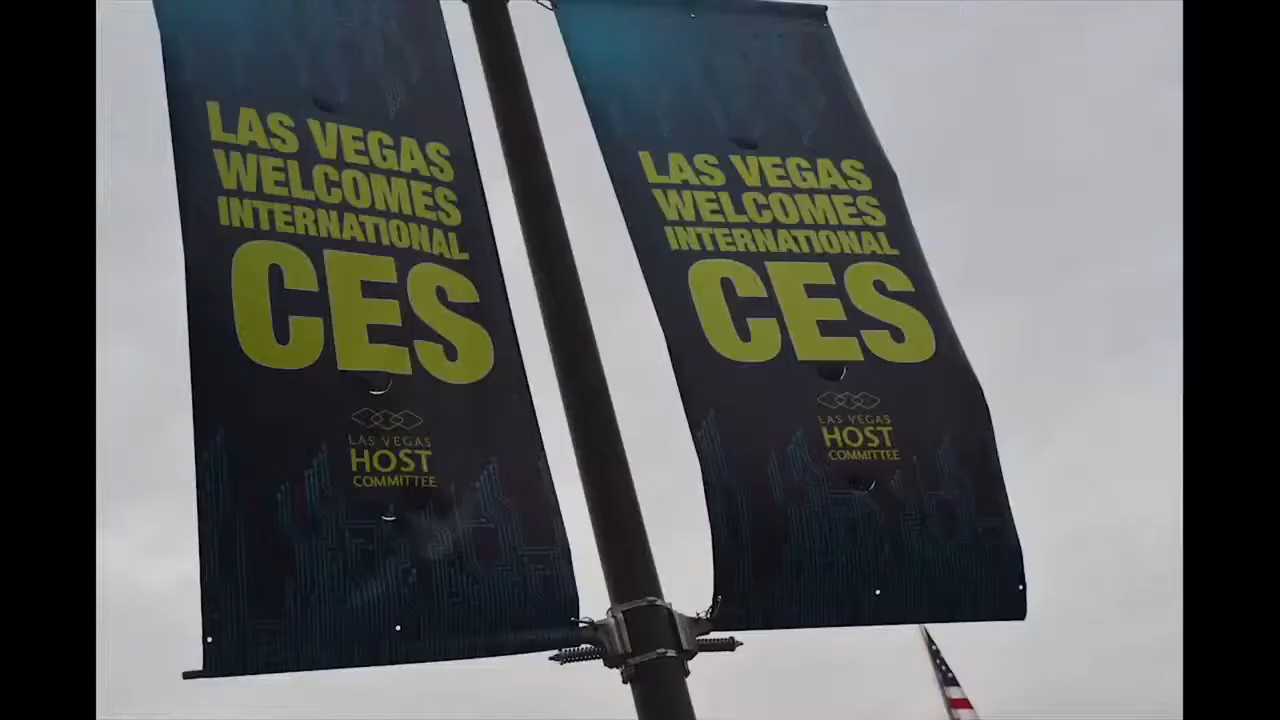 LAS VEGAS
WELCOMES
INTERNATIONAL
CES
LAS VEGAS
HOST
COMMITTEE
LAS VEGAS
WELCOMES
INTERNATIONAL
CES
LAS VEGAS
HOST
COMMITTEE